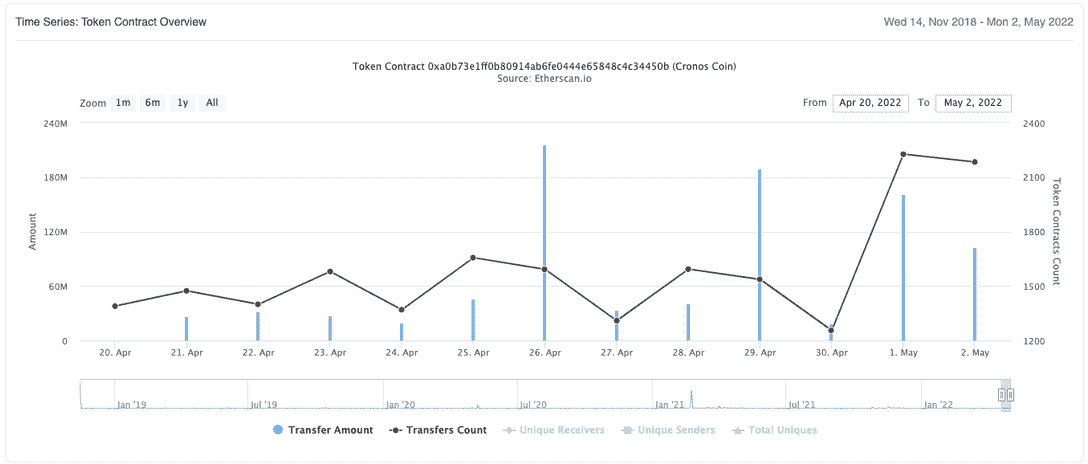 Time Series: Token Contract Overview
Wed 14, Nov 2018 - Mon 2, May 2022
Token Contract 0xa0b73e1ff0b80914ab6fe0444e65848c4c34450b (Cronos Coin)
Source: Etherscan.io
Zoom 1m 6m 1y All
From Apr 20, 2022 To May 2, 2022
240M
180M
120M
60M
0
Amount
2400
2100
1800
1500
1200
Token Contracts Count
20. Apr 21. Apr 22. Apr 23. Apr 24. Apr 25. Apr 26. Apr 27. Apr 28. Apr 29. Apr 30. Apr 1. May 2. May
Jan '19 Jul '19 Jan '20 Jul '20 Jan '21 Jul '21 Jan '22
Transfer Amount Transfers Count Unique Receivers Unique Senders Total Uniques